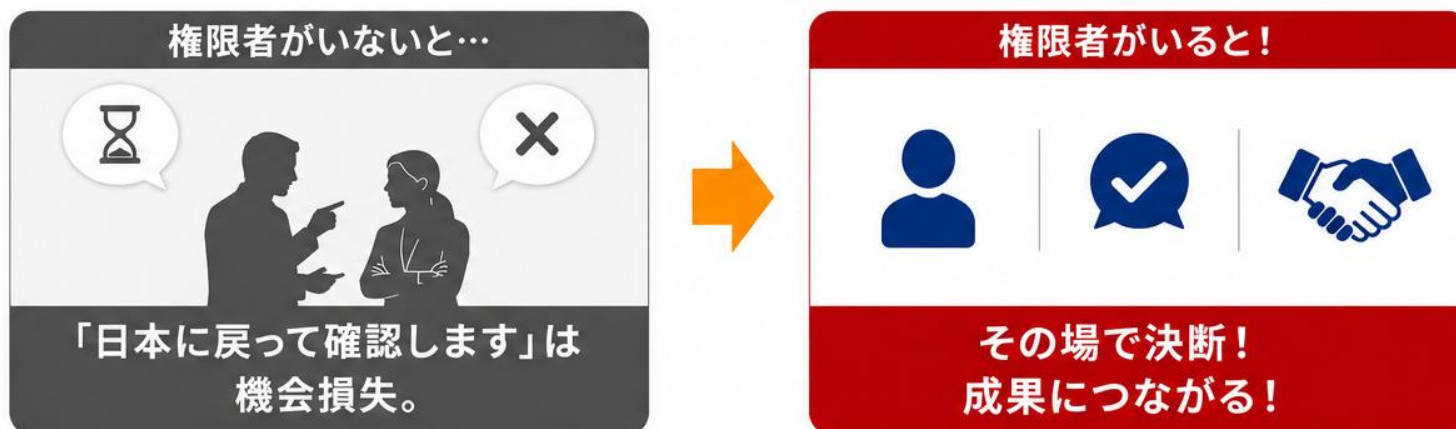 権限者がいないと…
「日本に戻って確認します」は
機会損失。
権限者がいると！
その場で決断！
成果につながる！